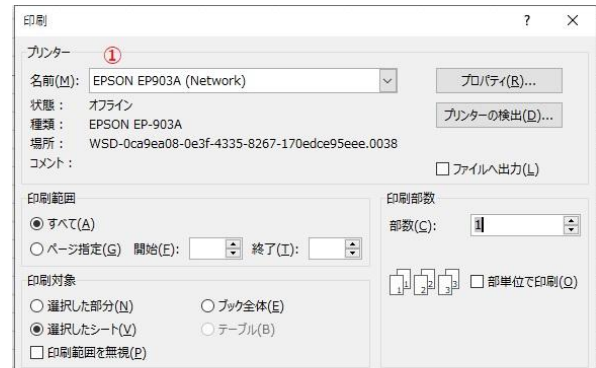 印刷
? ×
プリンター
①
名前(M): EPSON EP903A (Network)
プロパティ(R)...
状態: オフライン
種類: EPSON EP-903A
プリンターの検出(D)...
場所: WSD-0ca9ea08-0e3f-4335-8267-170edce95eee.0038
コメント:
ファイルへ出力(L)
印刷範囲
すべて(A)
ページ指定(G) 開始(F): 終了(T):
印刷部数
部数(C): 1
1 1 2 2 3 3 部単位で印刷(O)
印刷対象
選択した部分(N) ブック全体(E)
選択したシート(V) テーブル(B)
印刷範囲を無視(P)